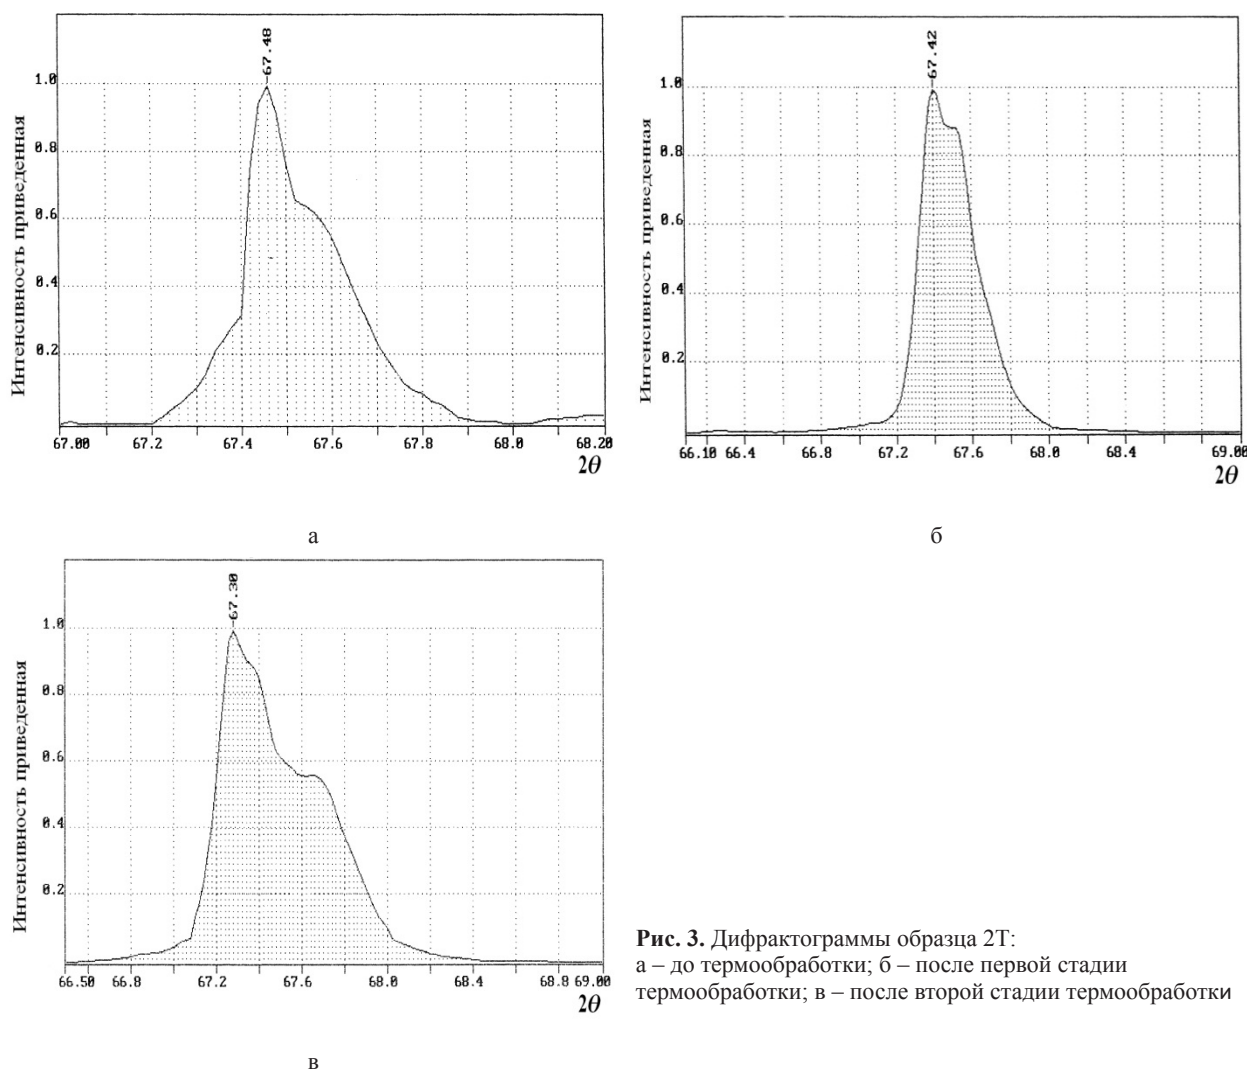 67.48
Интенсивность приведенная
1.0
0.8
0.6
0.4
0.2
67.00 67.2 67.4 67.6 67.8 68.0 68.20
2θ
а
67.42
Интенсивность приведенная
1.0
0.8
0.6
0.4
0.2
66.10 66.4 66.8 67.2 67.6 68.0 68.4 69.00
2θ
б
67.30
Интенсивность приведенная
1.0
0.8
0.6
0.4
0.2
66.50 66.8 67.2 67.6 68.0 68.4 68.8 69.00
2θ
в
Рис. 3. Дифрактограммы образца 2Т:
а – до термообработки; б – после первой стадии
термообработки; в – после второй стадии термообработки